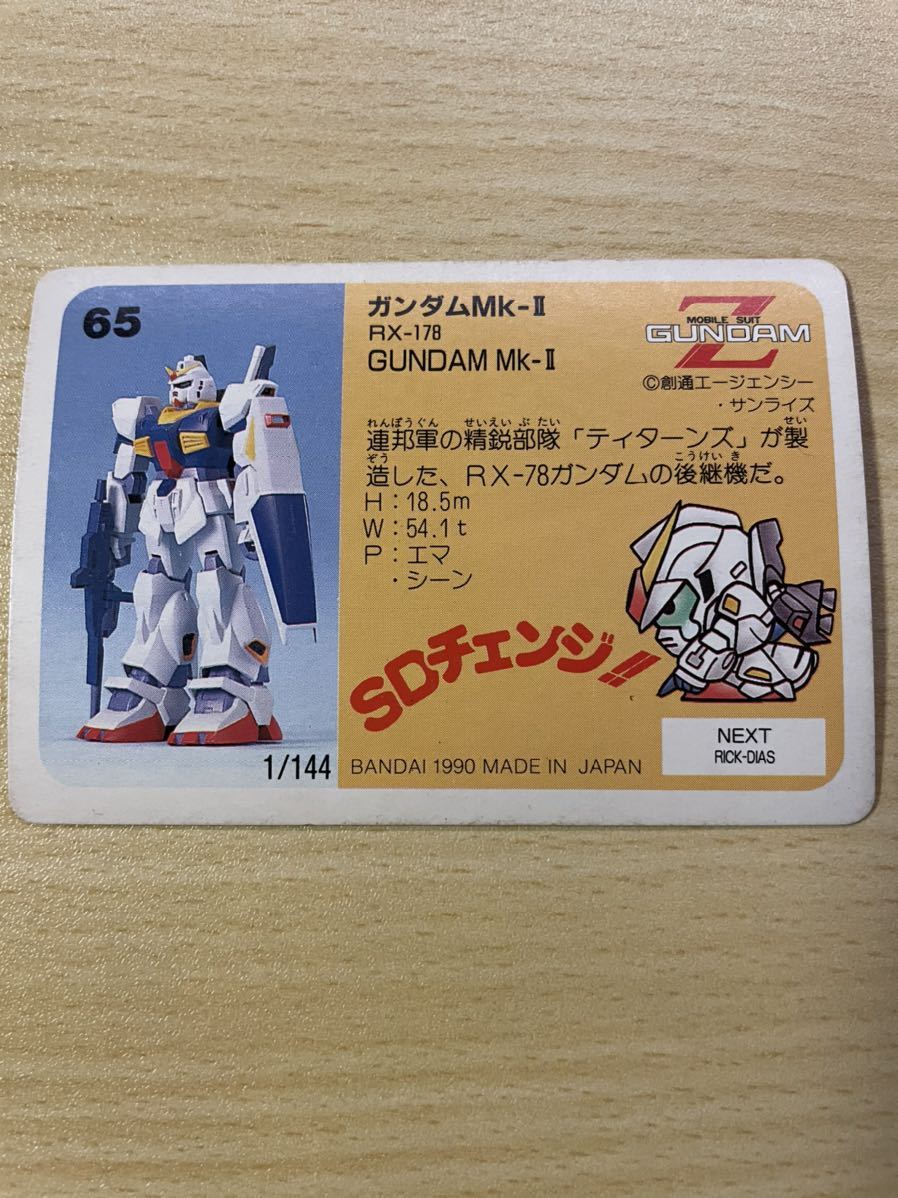 65
ガンダムMk-Ⅱ
RX-178
GUNDAM Mk-Ⅱ
MOBILE SUIT
Z GUNDAM
©創通エージェンシー
・サンライズ
れんぽうぐん せいえいぶたい せい
連邦軍の精鋭部隊「ティターンズ」が製
ぞう こうけいき
造した、RX-78ガンダムの後継機だ。
H:18.5m
W:54.1t
P:エマ
・シーン
SDチェンジ!!
NEXT
RICK-DIAS
1/144
BANDAI 1990 MADE IN JAPAN